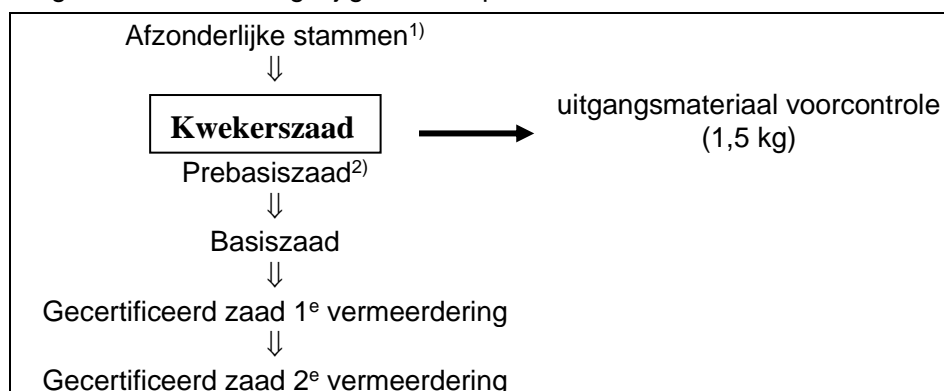 Afzonderlijke stammen1)
⇓
Kwekerszaad
uitgangsmateriaal voorcontrole
(1,5 kg)
Prebasiszaad2)
⇓
Basiszaad
⇓
Gecertificeerd zaad 1e vermeerdering
⇓
Gecertificeerd zaad 2e vermeerdering